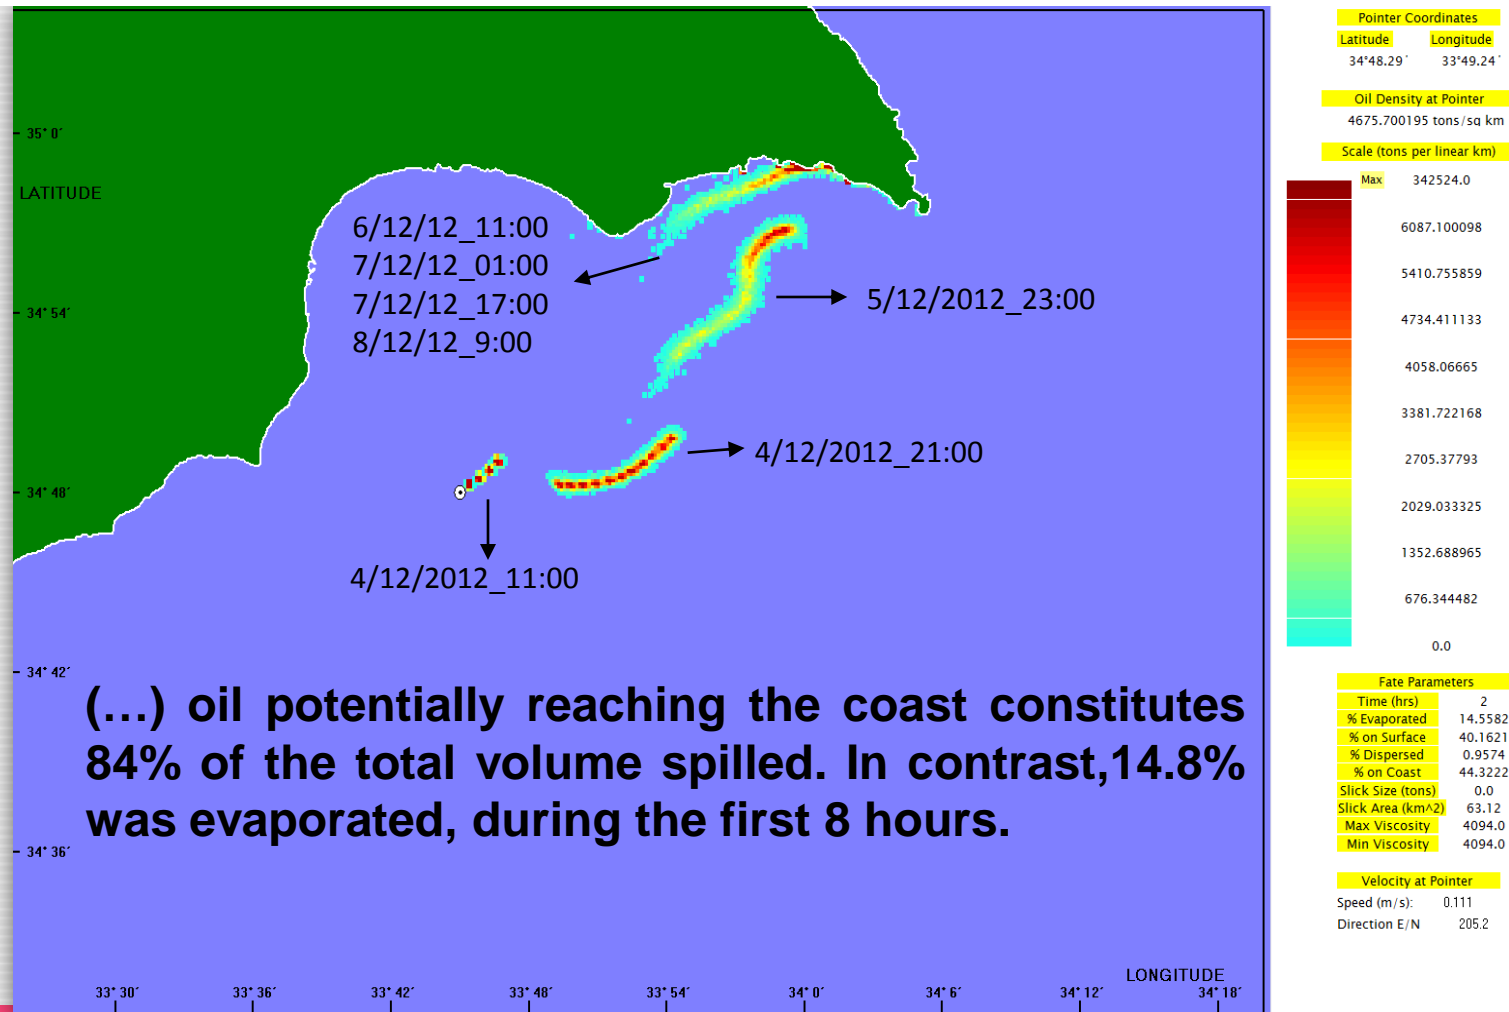 35° 0′
LATITUDE
34° 54′
34° 48′
34° 42′
34° 36′
6/12/12_11:00
7/12/12_01:00
7/12/12_17:00
8/12/12_9:00
5/12/2012_23:00
4/12/2012_21:00
4/12/2012_11:00
(...) oil potentially reaching the coast constitutes
84% of the total volume spilled. In contrast,14.8%
was evaporated, during the first 8 hours.
LONGITUDE
33° 30′ 33° 36′ 33° 42′ 33° 48′ 33° 54′ 34° 0′ 34° 6′ 34° 12′ 34° 18′
Pointer Coordinates
Latitude Longitude
34°48.29′ 33°49.24′
Oil Density at Pointer
4675.700195 tons/sq km
Scale (tons per linear km)
Max 342524.0
6087.100098
5410.755859
4734.411133
4058.06665
3381.722168
2705.37793
2029.033325
1352.688965
676.344482
0.0
Fate Parameters
Time (hrs) 2
% Evaporated 14.5582
% on Surface 40.1621
% Dispersed 0.9574
% on Coast 44.3222
Slick Size (tons) 0.0
Slick Area (km^2) 63.12
Max Viscosity 4094.0
Min Viscosity 4094.0
Velocity at Pointer
Speed (m/s): 0.111
Direction E/N 205.2